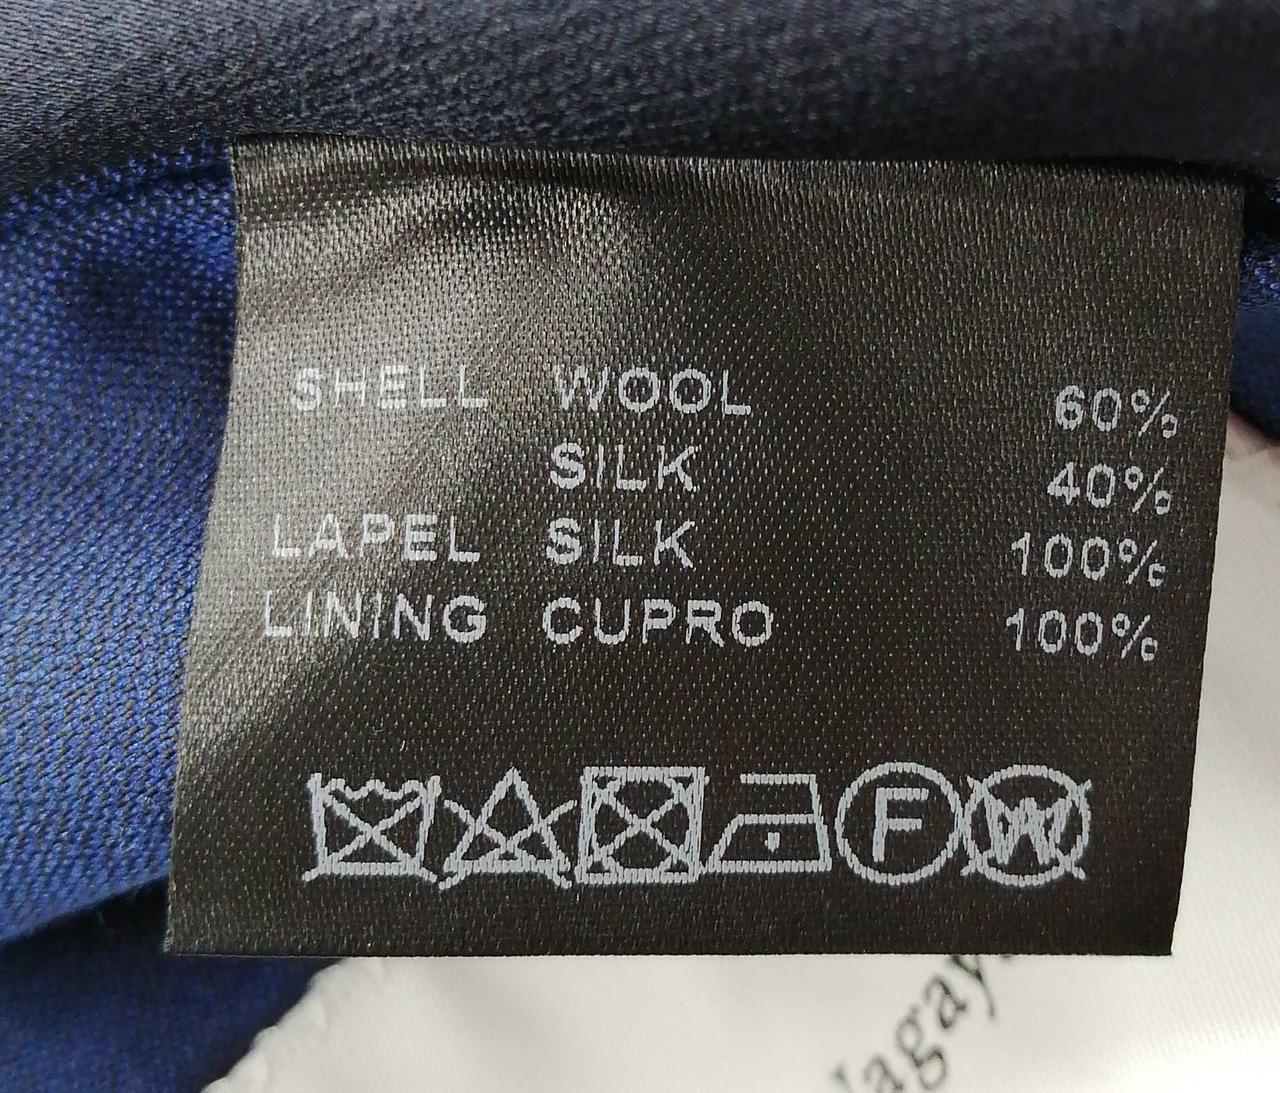 SHELL WOOL 60%
SILK 40%
LAPEL SILK 100%
LINING CUPRO 100%
F W